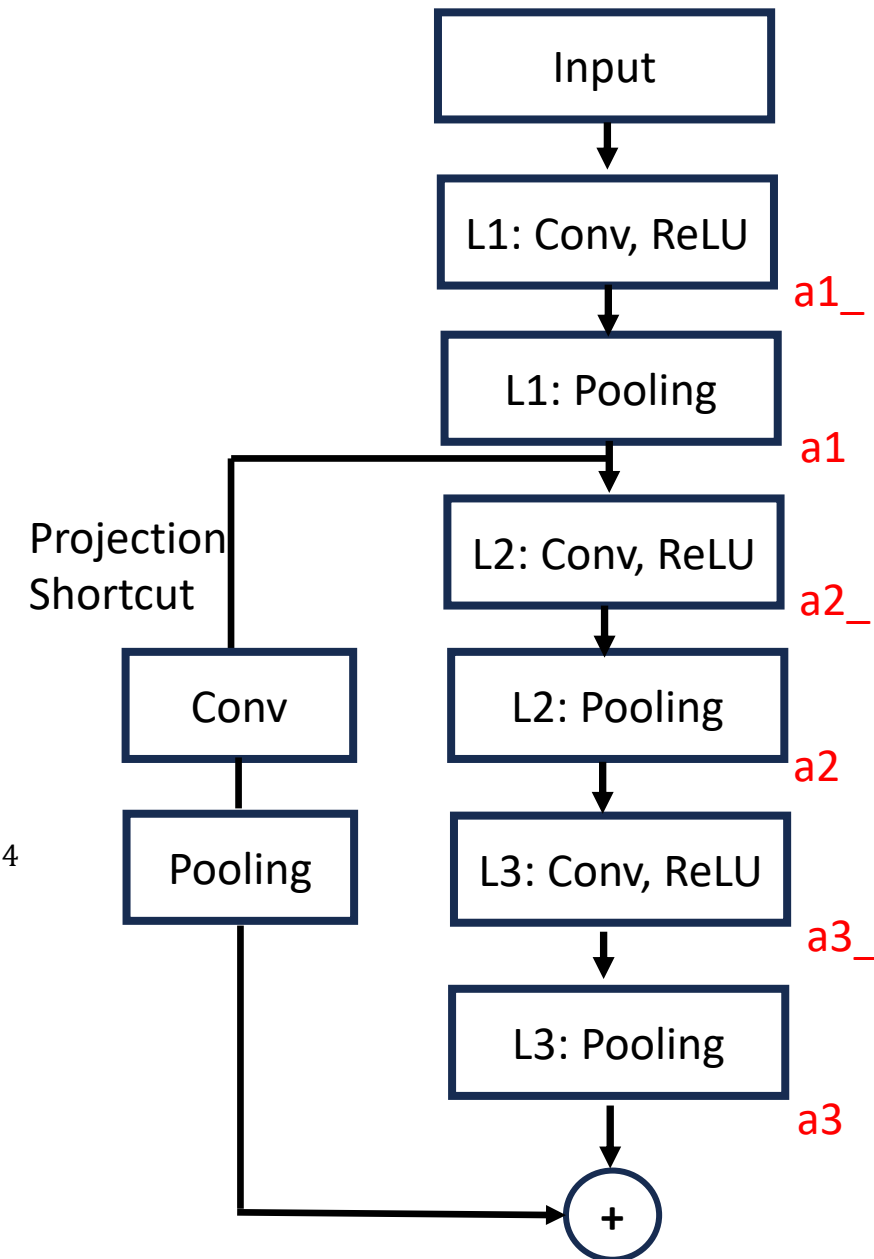 Input
L1: Conv, ReLU
a1_
L1: Pooling
a1
Projection
Shortcut
L2: Conv, ReLU
a2_
Conv
L2: Pooling
a2
4
Pooling
L3: Conv, ReLU
a3_
L3: Pooling
a3
+